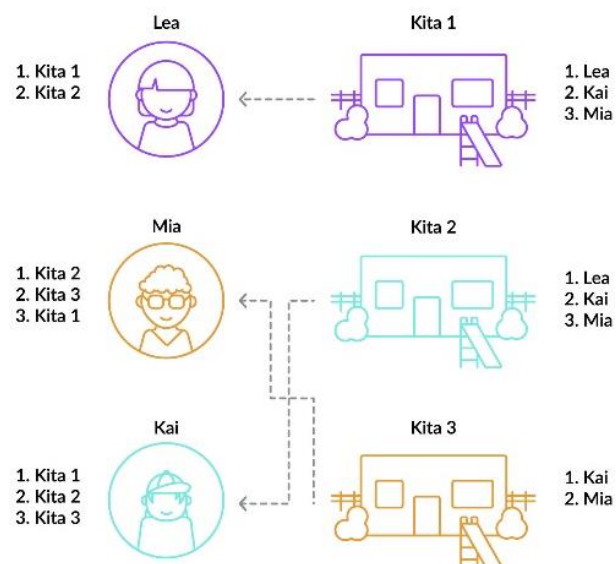 Lea
Kita 1
1. Kita 1
2. Kita 2
1. Lea
2. Kai
3. Mia
Mia
Kita 2
1. Kita 2
2. Kita 3
3. Kita 1
1. Lea
2. Kai
3. Mia
Kai
Kita 3
1. Kita 1
2. Kita 2
3. Kita 3
1. Kai
2. Mia